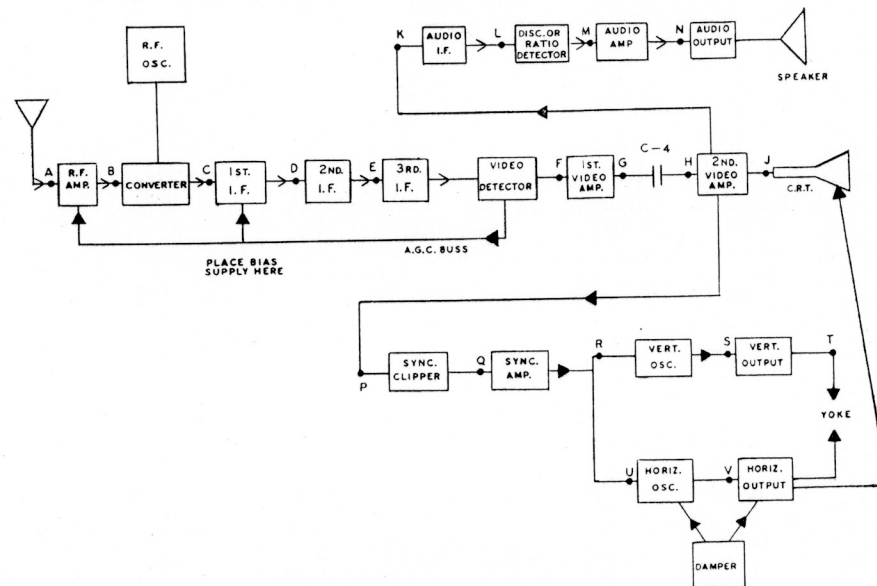 R.F.
OSC.
K
AUDIO
I.F.
L
DISC. OR
RATIO
DETECTOR
M
AUDIO
AMP
N
AUDIO
OUTPUT
SPEAKER
A
R.F.
AMP.
B
CONVERTER
C
1ST.
I.F.
D
2ND.
I.F.
E
3RD.
I.F.
VIDEO
DETECTOR
F
1ST.
VIDEO
AMP.
G
C-4
H
2ND.
VIDEO
AMP.
J
C.R.T.
A.G.C. BUSS
PLACE BIAS
SUPPLY HERE
P
SYNC.
CLIPPER
Q
SYNC.
AMP.
R
VERT.
OSC.
S
VERT.
OUTPUT
T
YOKE
U
HORIZ.
OSC.
V
HORIZ.
OUTPUT
DAMPER